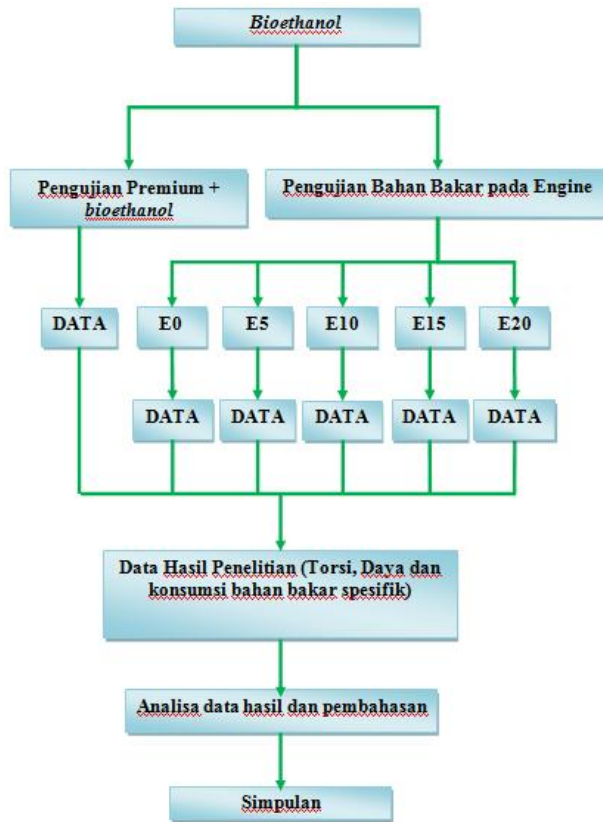 Bioethanol
Pengujian Premium +
bioethanol
Pengujian Bahan Bakar pada Engine
DATA
E0
E5
E10
E15
E20
DATA
DATA
DATA
DATA
DATA
Data Hasil Penelitian (Torsi, Daya dan
konsumsi bahan bakar spesifik)
Analisa data hasil dan pembahasan
Simpulan